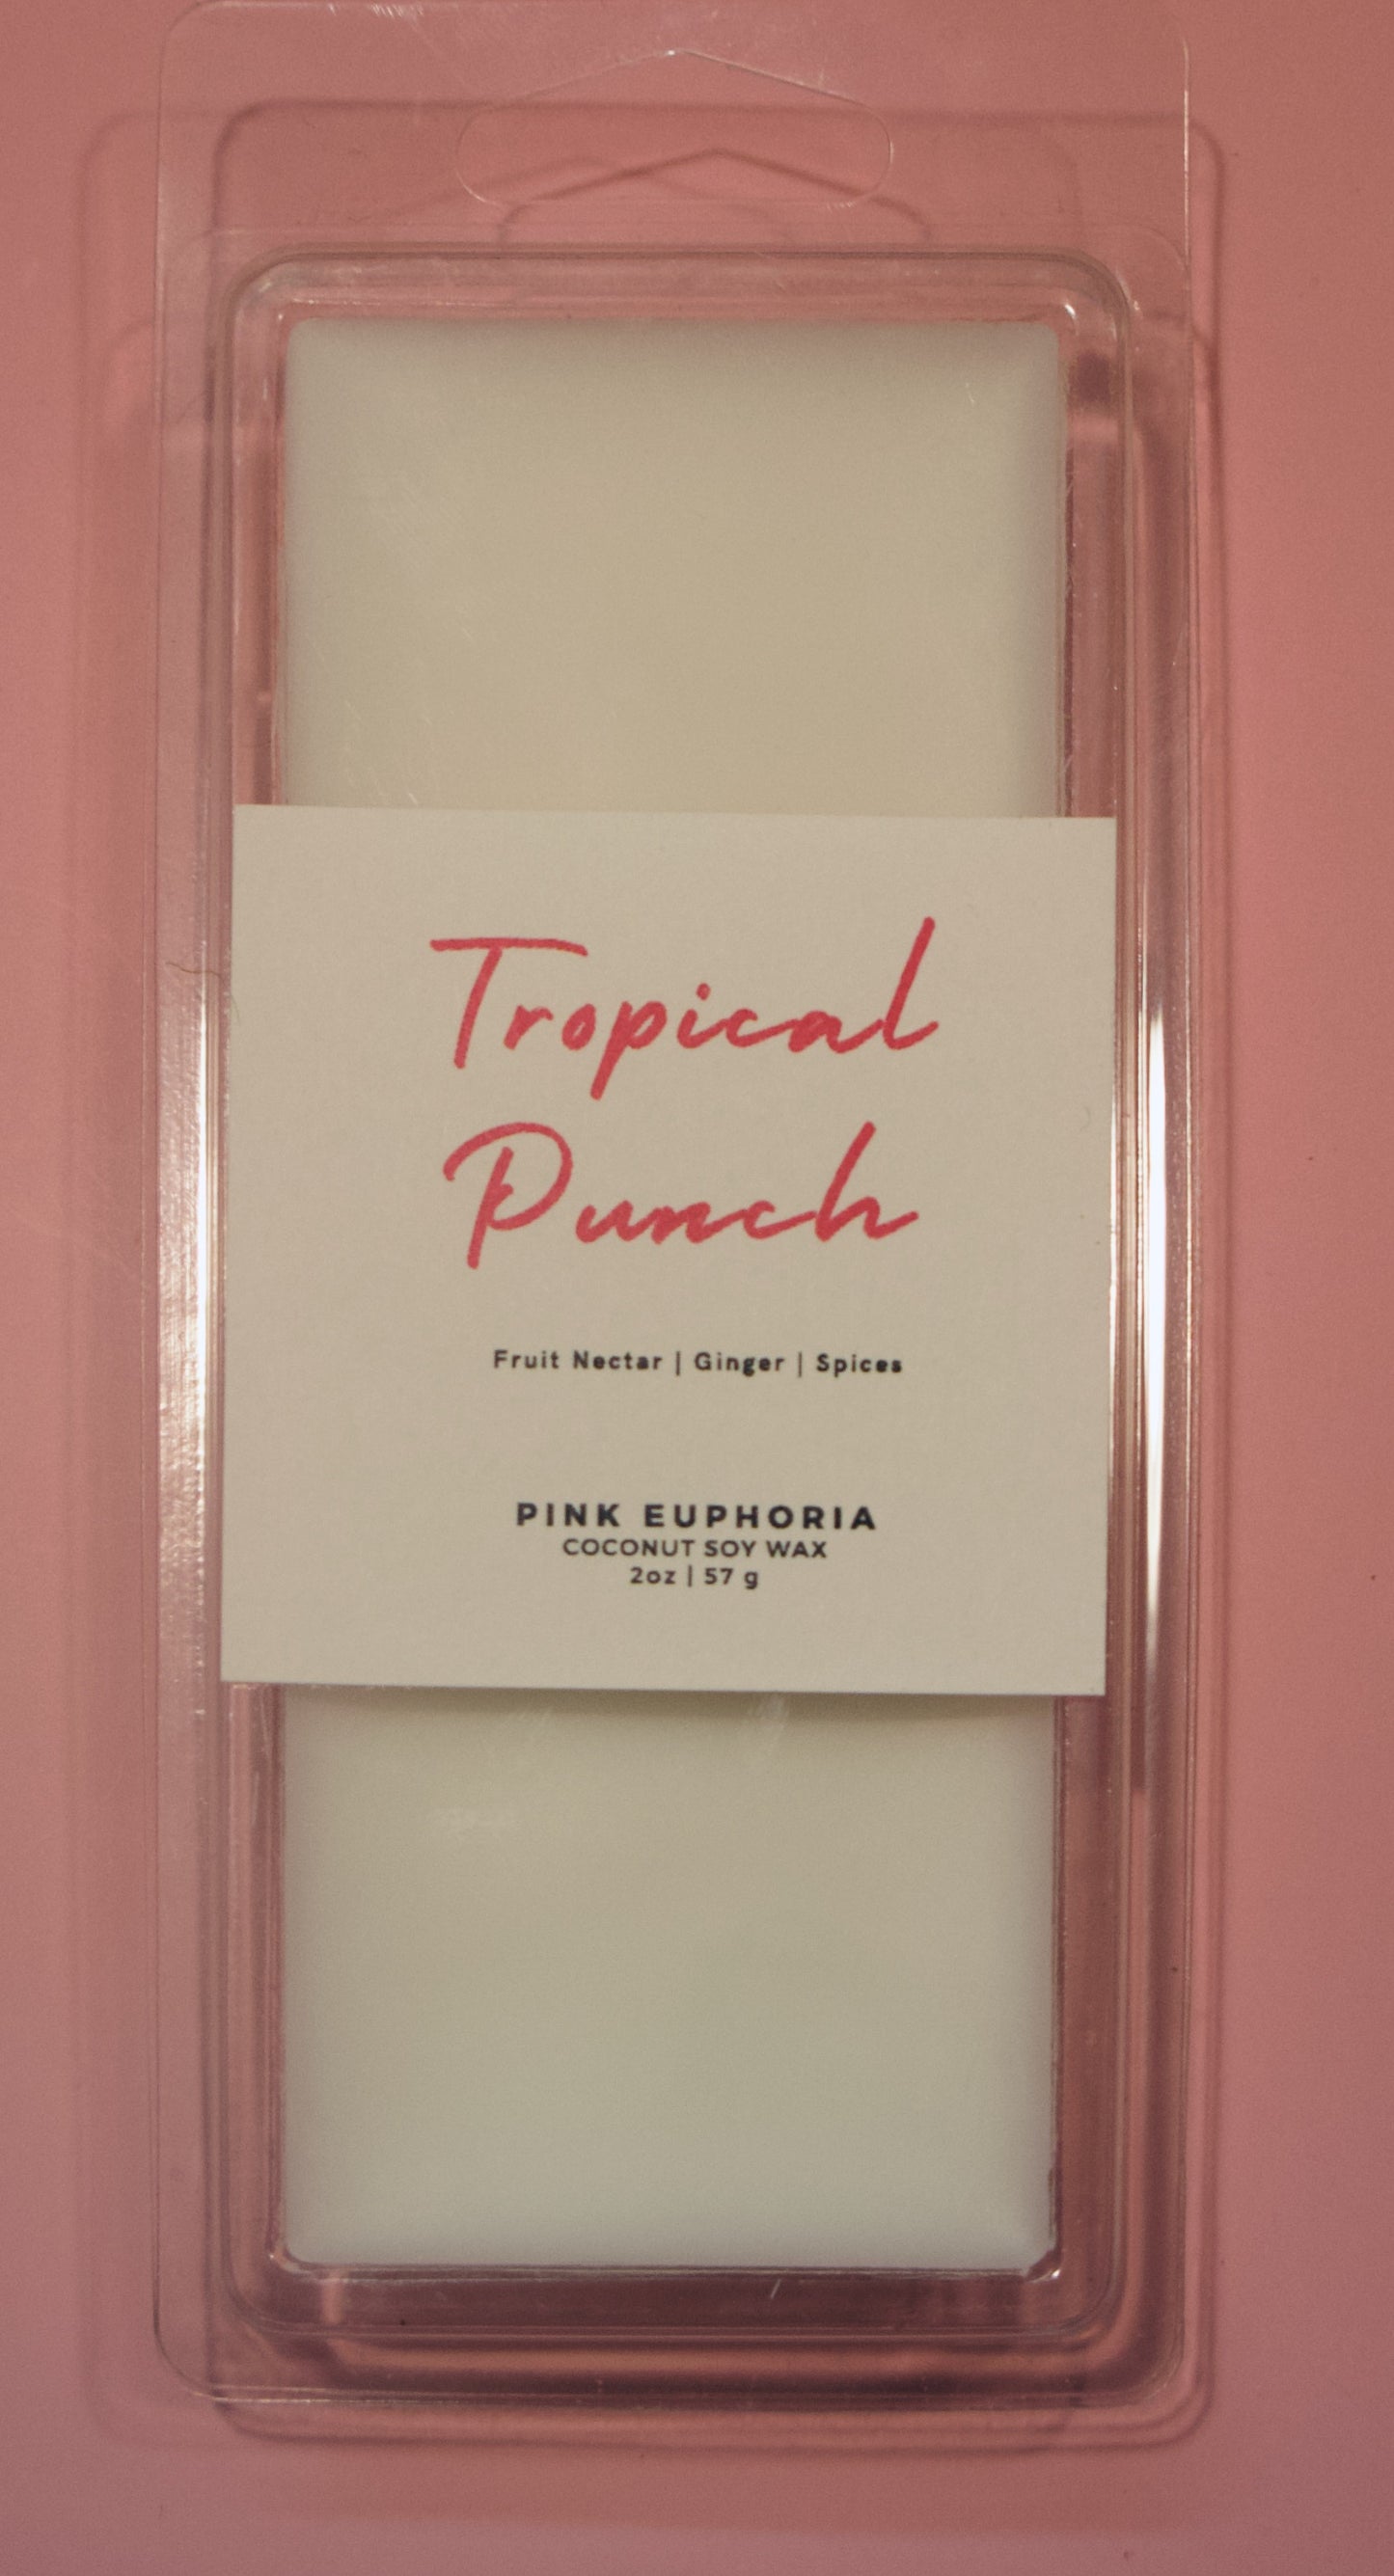 Tropical
Punch
Fruit Nectar | Ginger | Spices
PINK EUPHORIA
COCONUT SOY WAX
2oz | 57 g